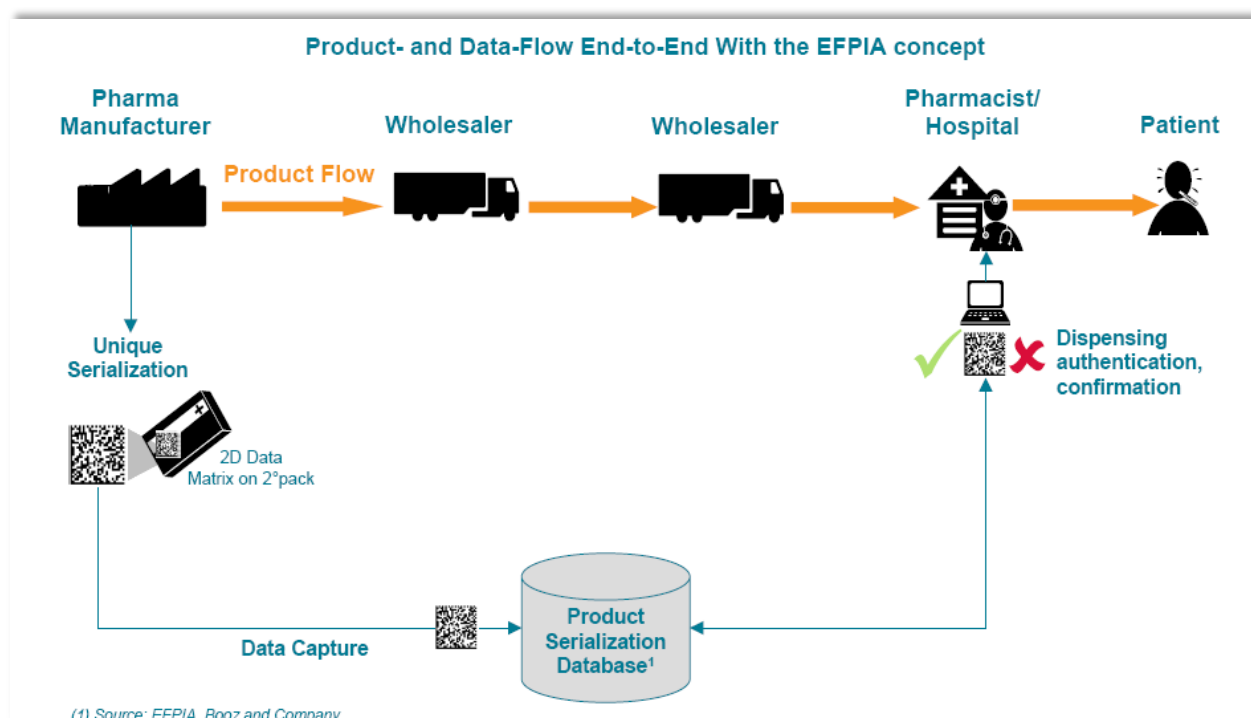 Product- and Data-Flow End-to-End With the EFPIA concept
Pharma
Manufacturer
Wholesaler
Wholesaler
Pharmacist/
Hospital
Patient
Product Flow
Unique
Serialization
2D Data
Matrix on 2°pack
Dispensing
authentication,
confirmation
Data Capture
Product
Serialization
Database¹
(1) Source: EFPIA, Booz and Company